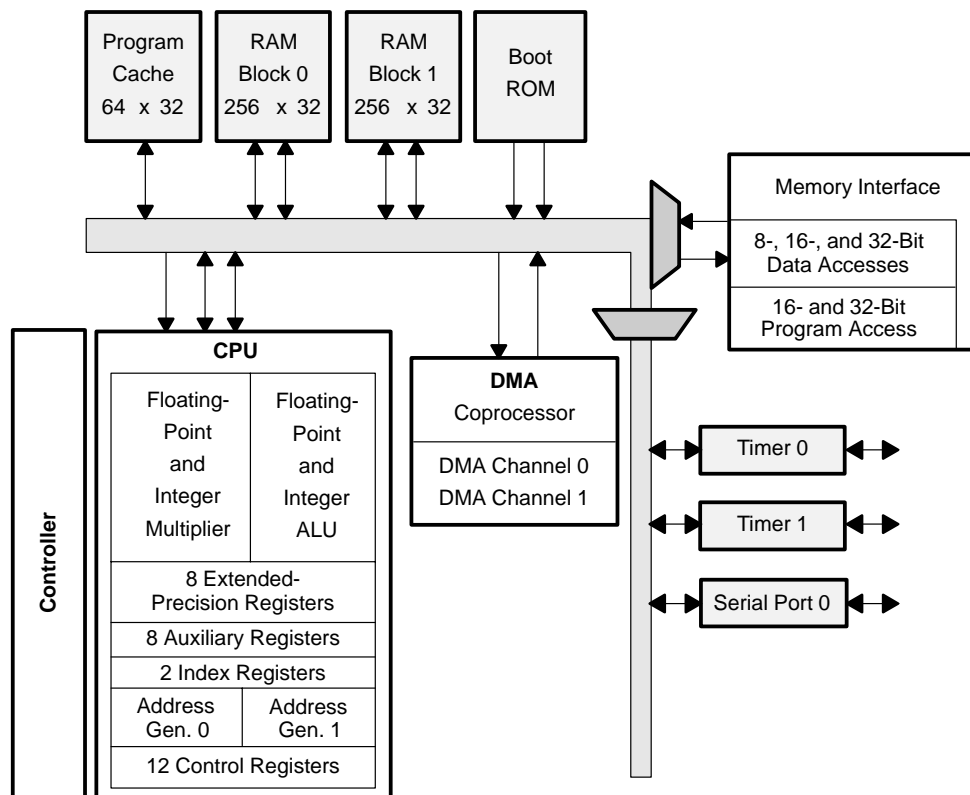 Program
Cache
64 x 32
RAM
Block 0
256 x 32
RAM
Block 1
256 x 32
Boot
ROM
Memory Interface
8-, 16-, and 32-Bit
Data Accesses
16- and 32-Bit
Program Access
Controller
CPU
Floating-
Point
and
Integer
Multiplier
Floating-
Point
and
Integer
ALU
8 Extended-
Precision Registers
8 Auxiliary Registers
2 Index Registers
Address
Gen. 0
Address
Gen. 1
12 Control Registers
DMA
Coprocessor
DMA Channel 0
DMA Channel 1
Timer 0
Timer 1
Serial Port 0